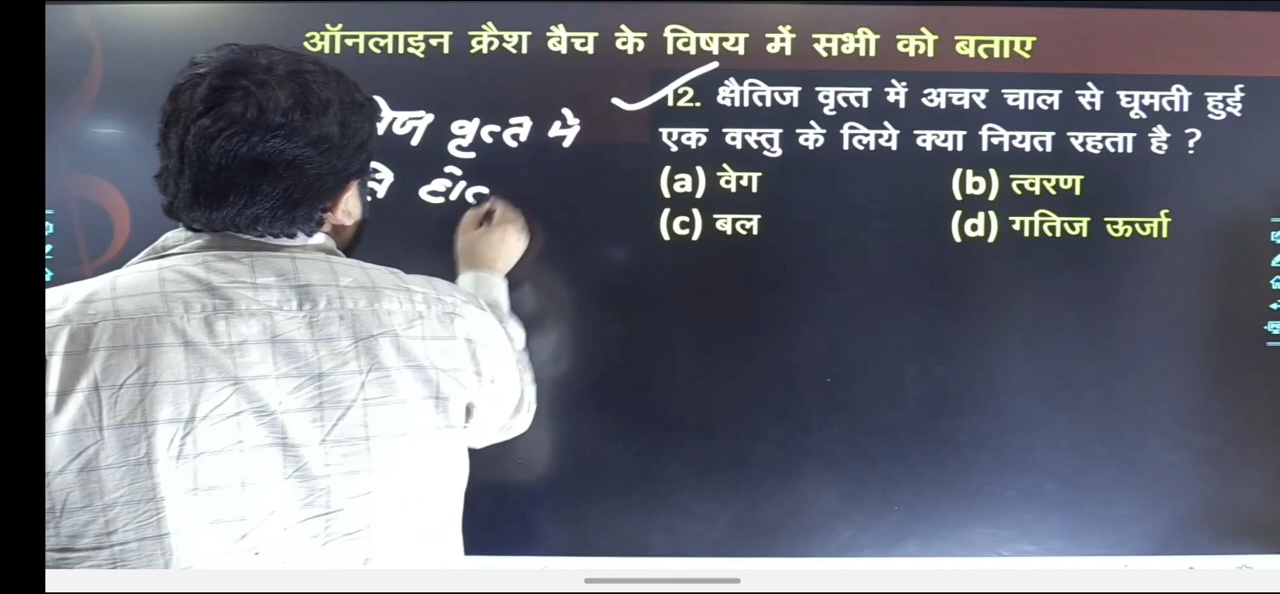 ऑनलाइन क्रैश बैच के विषय में सभी को बताए
वृत्त में
12. क्षैतिज वृत्त में अचर चाल से घूमती हुई
एक वस्तु के लिये क्या नियत रहता है ?
(a) वेग
(b) त्वरण
(c) बल
(d) गतिज ऊर्जा